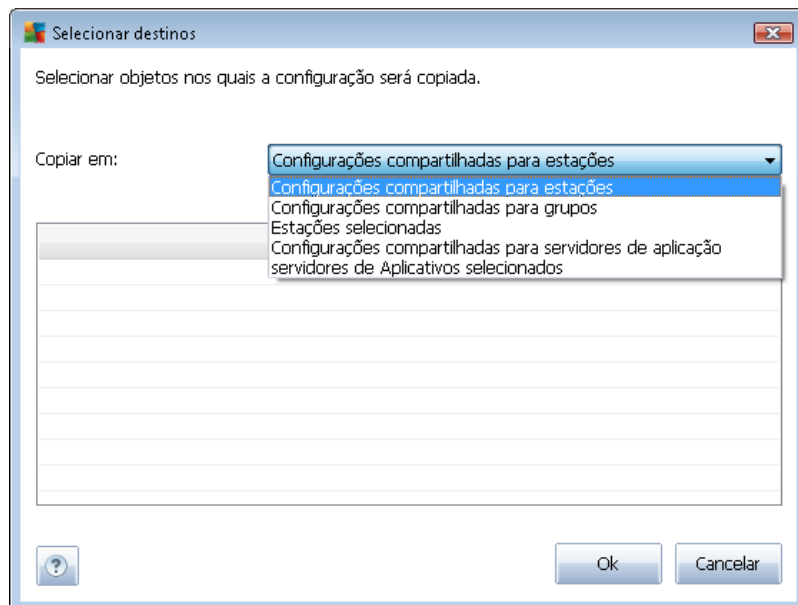 Selecionar destinos
Selecionar objetos nos quais a configuração será copiada.
Copiar em:
Configurações compartilhadas para estações
Configurações compartilhadas para estações
Configurações compartilhadas para grupos
Estações selecionadas
Configurações compartilhadas para servidores de aplicação
servidores de Aplicativos selecionados
?
Ok
Cancelar